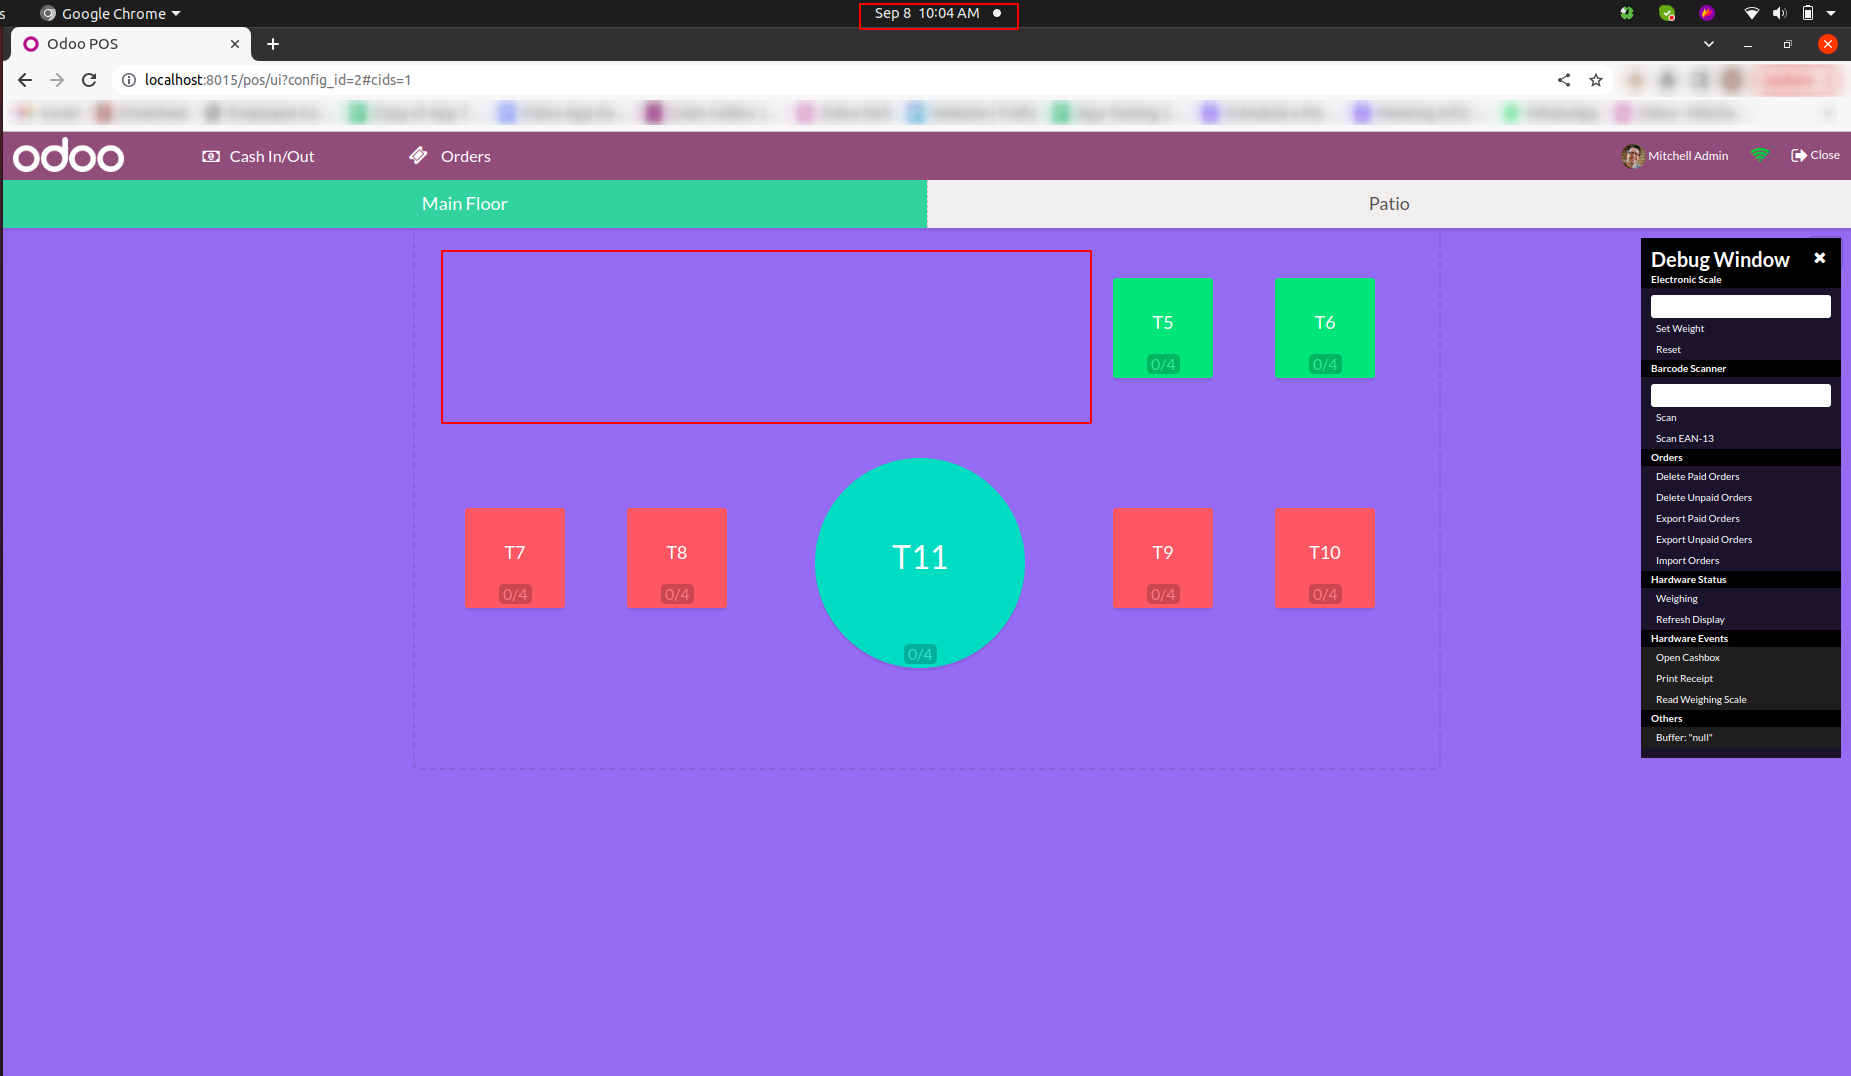 s Google Chrome Sep 8 10:04 AM
Odoo POS
localhost:8015/pos/ui?config_id=2#cids=1
odoo Cash In/Out Orders Mitchell Admin Close
Main Floor Patio
Debug Window
Electronic Scale
Set Weight
Reset
Barcode Scanner
Scan
Scan EAN-13
Orders
Delete Paid Orders
Delete Unpaid Orders
Export Paid Orders
Export Unpaid Orders
Import Orders
Hardware Status
Weighing
Refresh Display
Hardware Events
Open Cashbox
Print Receipt
Read Weighing Scale
Others
Buffer: "null"
T5 T6
0/4 0/4
T7 T8 T11 T9 T10
0/4 0/4 0/4 0/4
0/4